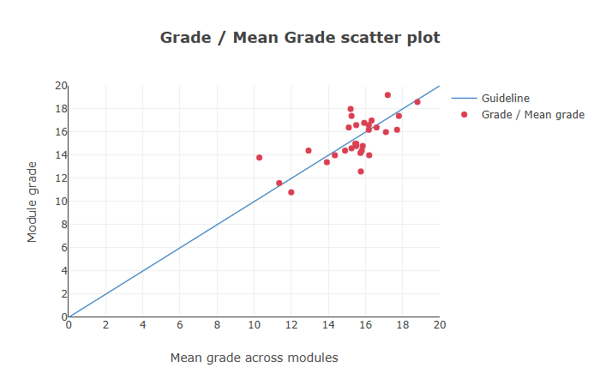 Grade / Mean Grade scatter plot
20
18
16
14
12
10
8
6
4
2
0
Module grade
0 2 4 6 8 10 12 14 16 18 20
Mean grade across modules
Guideline
Grade / Mean grade